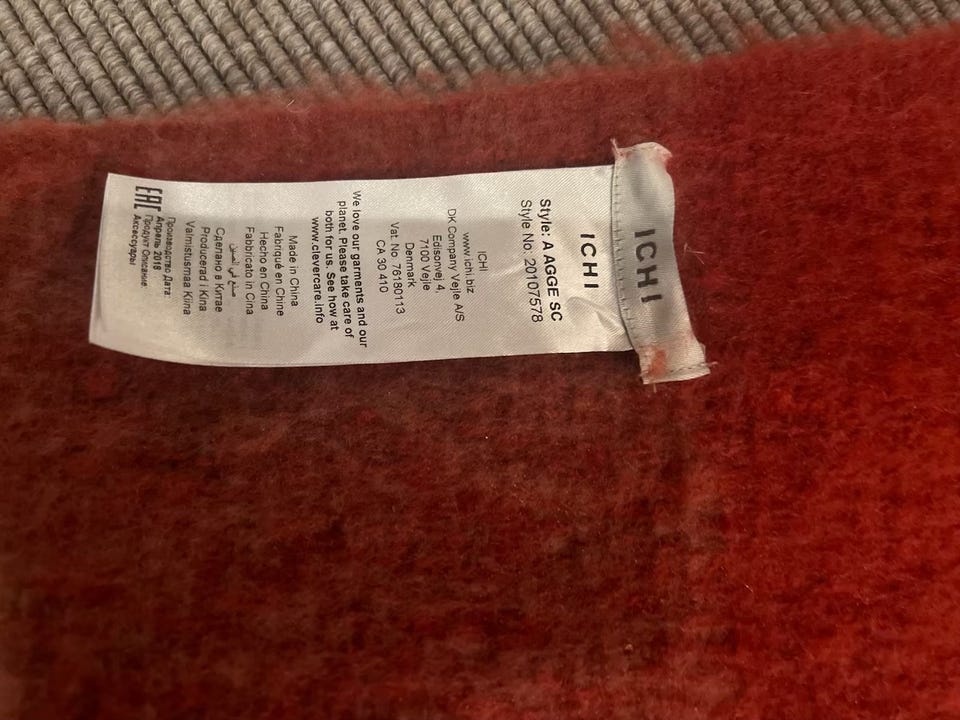 ICHI
ICHI
Style: A AGGE SC
Style No: 20107578
ICHI
www.ichi.biz
DK Company Vejle A/S
Edisonvej 4,
7100 Vejle
Denmark
Vat. No. 76180113
CA 30 410
We love our garments and our
planet. Please take care of
both for us. See how at
www.clevercare.info
Made in China
Fabriqué en Chine
Hecho en China
Fabbricato in Cina
صنع في الصين
Сделано в Китае
Producerad i Kina
Valmistusmaa Kiina
Производство Дата:
Апрель 2018
Продукт Описание:
Аксессуары
EAC